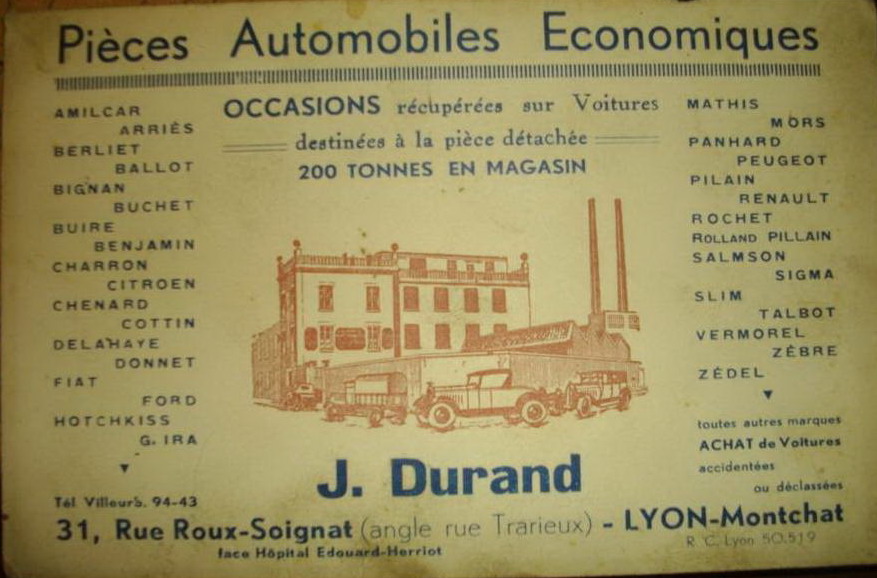 Pièces Automobiles Economiques
AMILCAR
ARRIÈS
BERLIET
BALLOT
BIGNAN
BUCHET
BUIRE
BENJAMIN
CHARRON
CITROEN
CHENARD
COTTIN
DELAHAYE
DONNET
FIAT
FORD
HOTCHKISS
G. IRA
OCCASIONS récupérées sur Voitures
destinées à la pièce détachée
200 TONNES EN MAGASIN
MATHIS
MORS
PANHARD
PEUGEOT
PILAIN
RENAULT
ROCHET
ROLLAND PILLAIN
SALMSON
SIGMA
SLIM
TALBOT
VERMOREL
ZÈBRE
ZÉDEL
toutes autres marques
ACHAT de Voitures
accidentées
ou déclassées
J. Durand
Tél Villeurb. 94-43
31, Rue Roux-Soignat (angle rue Trarieux) - LYON-Montchat
face Hôpital Edouard-Herriot
R. C. Lyon 50.519